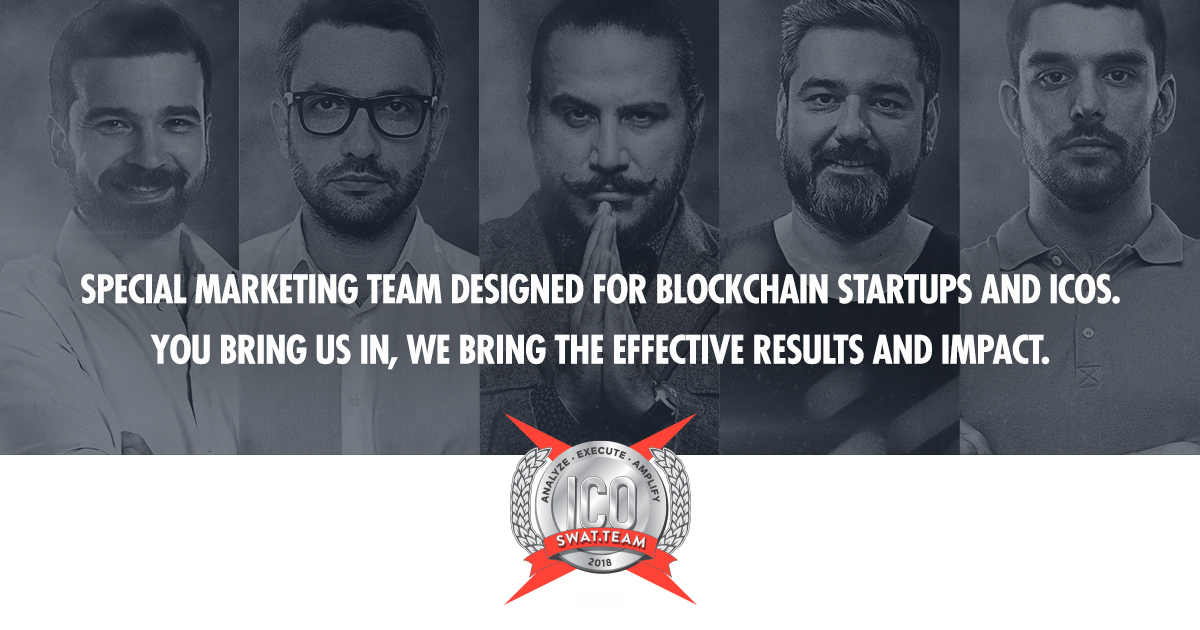 SPECIAL MARKETING TEAM DESIGNED FOR BLOCKCHAIN STARTUPS AND ICOS.
YOU BRING US IN, WE BRING THE EFFECTIVE RESULTS AND IMPACT.
ANALYZE · EXECUTE · AMPLIFY
ICO
SWAT.TEAM
2018